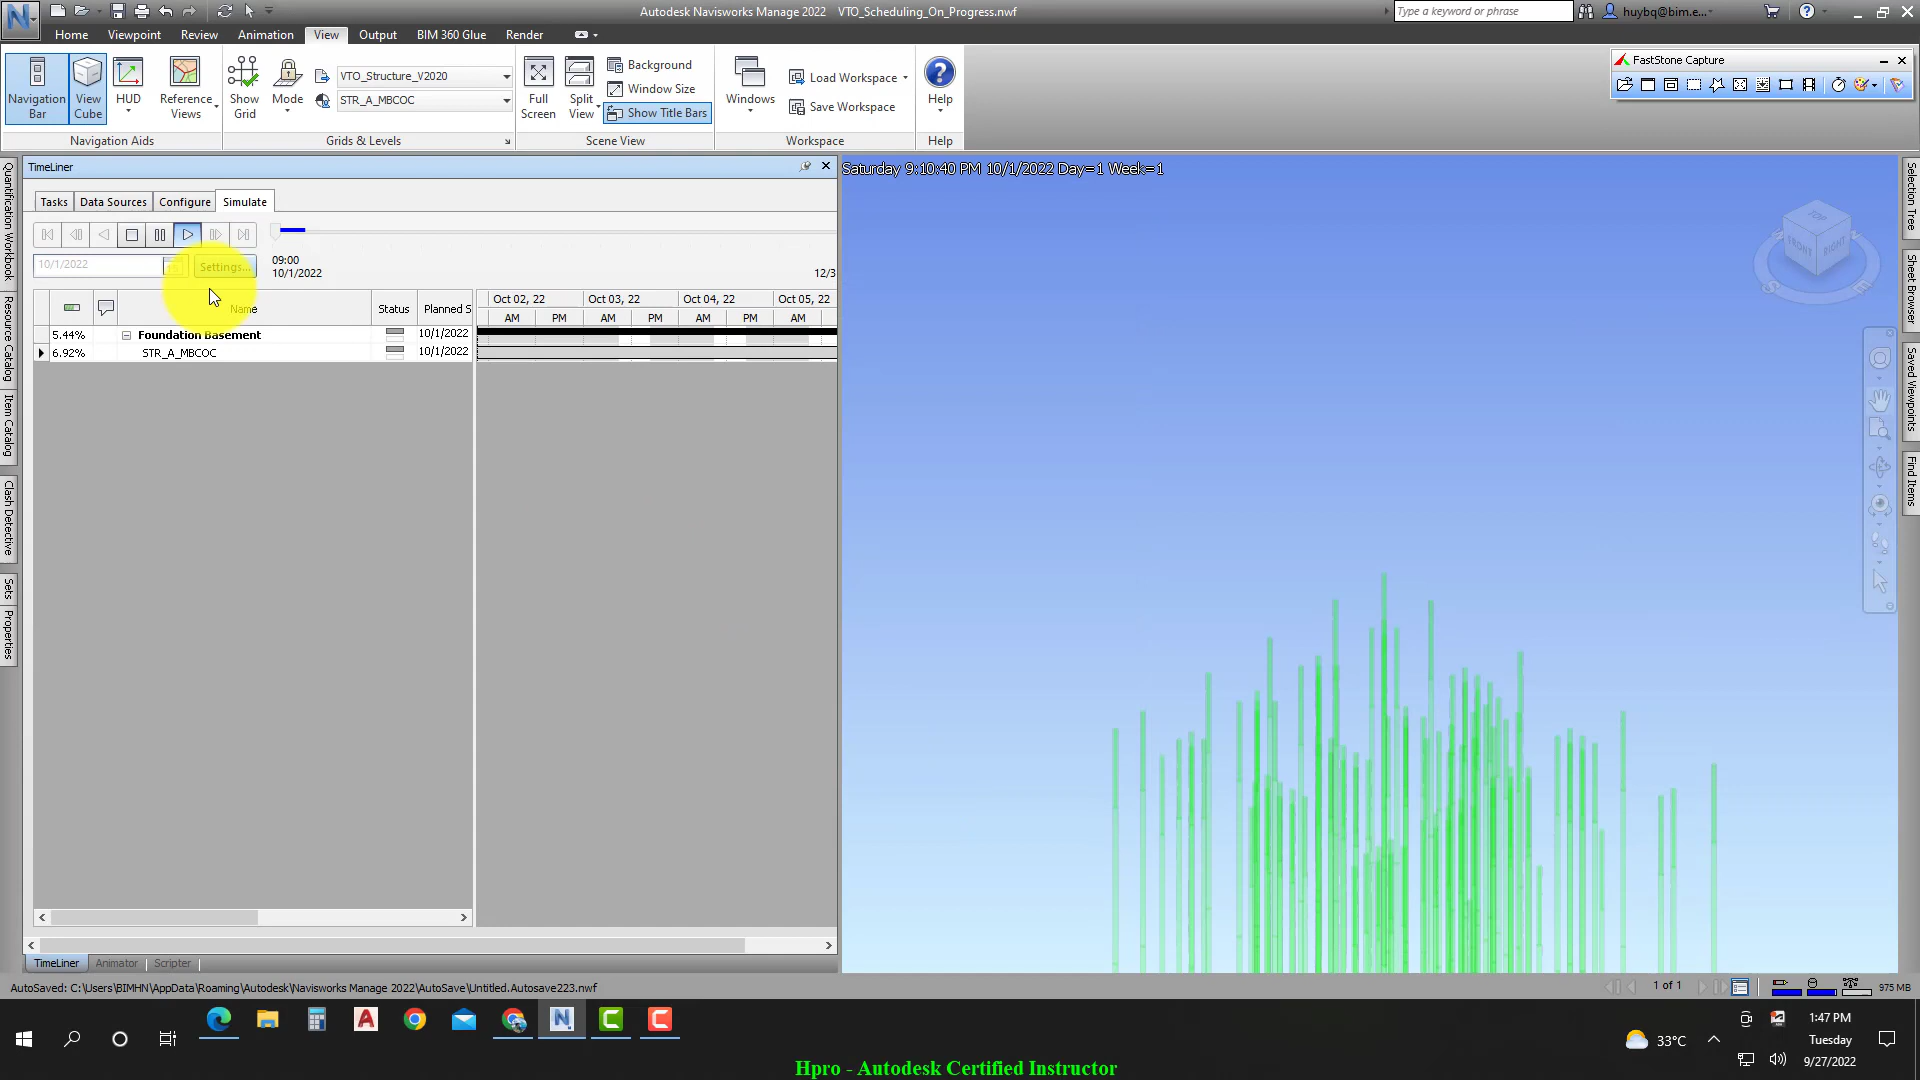 Autodesk Navisworks Manage 2022 VTO_Scheduling_On_Progress.nwf
Type a keyword or phrase
huybq@bim.e...
Home Viewpoint Review Animation View Output BIM 360 Glue Render
Navigation Bar
View Cube
HUD
Reference Views
Navigation Aids
Show Grid
Mode
VTO_Structure_V2020
STR_A_MBCOC
Grids & Levels
Full Screen
Split View
Background
Window Size
Show Title Bars
Scene View
Windows
Load Workspace
Save Workspace
Workspace
Help
Help
FastStone Capture
TimeLiner
Saturday 9:10:40 PM 10/1/2022 Day=1 Week=1
Tasks Data Sources Configure Simulate
10/1/2022
Settings...
09:00
10/1/2022
12/3
Name Status Planned S
Oct 02, 22 Oct 03, 22 Oct 04, 22 Oct 05, 22
AM PM AM PM AM PM AM
5.44% Foundation Basement 10/1/2022
6.92% STR_A_MBCOC 10/1/2022
Quantification Workbook
Resource Catalog
Item Catalog
Clash Detective
Sets
Properties
TOP
FRONT
RIGHT
Selection Tree
Sheet Browser
Saved Viewpoints
Find Items
TimeLiner Animator Scripter
AutoSaved: C:\Users\BIMHN\AppData\Roaming\Autodesk\Navisworks Manage 2022\AutoSave\Untitled.Autosave223.nwf
1 of 1
975 MB
33°C
1:47 PM
Tuesday
9/27/2022
Hpro - Autodesk Certified Instructor